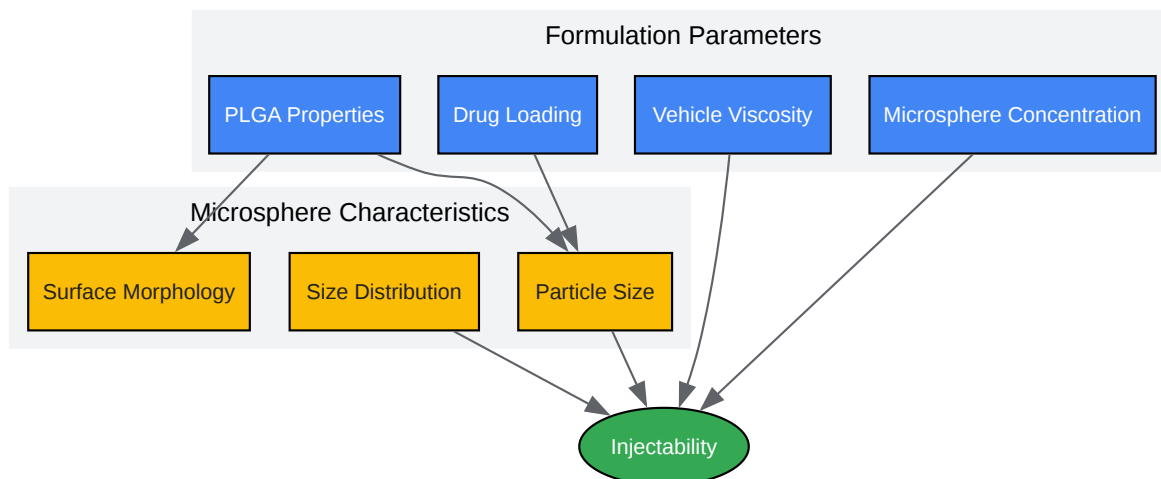 Formulation Parameters
PLGA Properties
Drug Loading
Vehicle Viscosity
Microsphere Concentration
Microsphere Characteristics
Surface Morphology
Size Distribution
Particle Size
Injectability